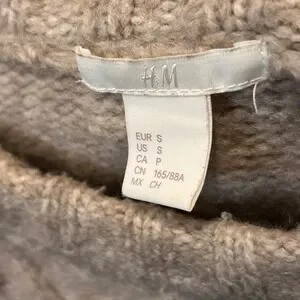 H&M
EUR S
US S
CA P
CN 165/88A
MX CH